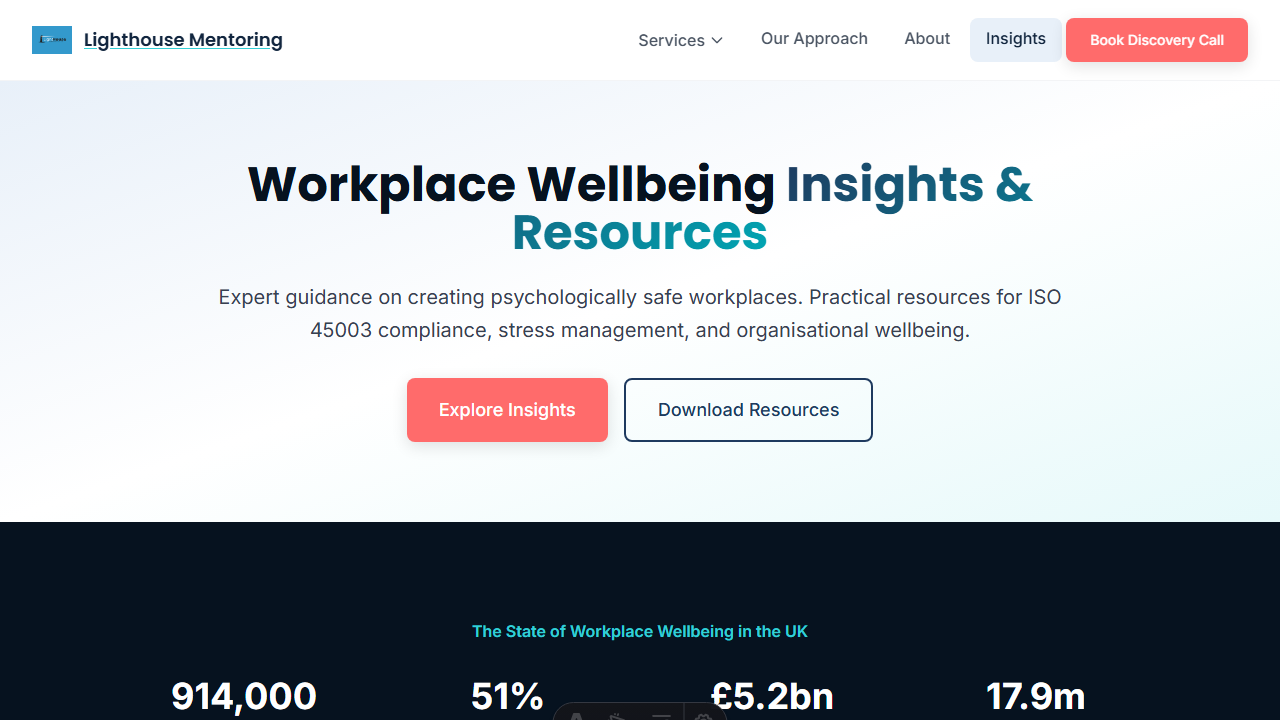 Lighthouse Mentoring
Services
Our Approach
About
Insights
Book Discovery Call
Workplace Wellbeing Insights &
Resources
Expert guidance on creating psychologically safe workplaces. Practical resources for ISO
45003 compliance, stress management, and organisational wellbeing.
Explore Insights
Download Resources
The State of Workplace Wellbeing in the UK
914,000
51%
£5.2bn
17.9m